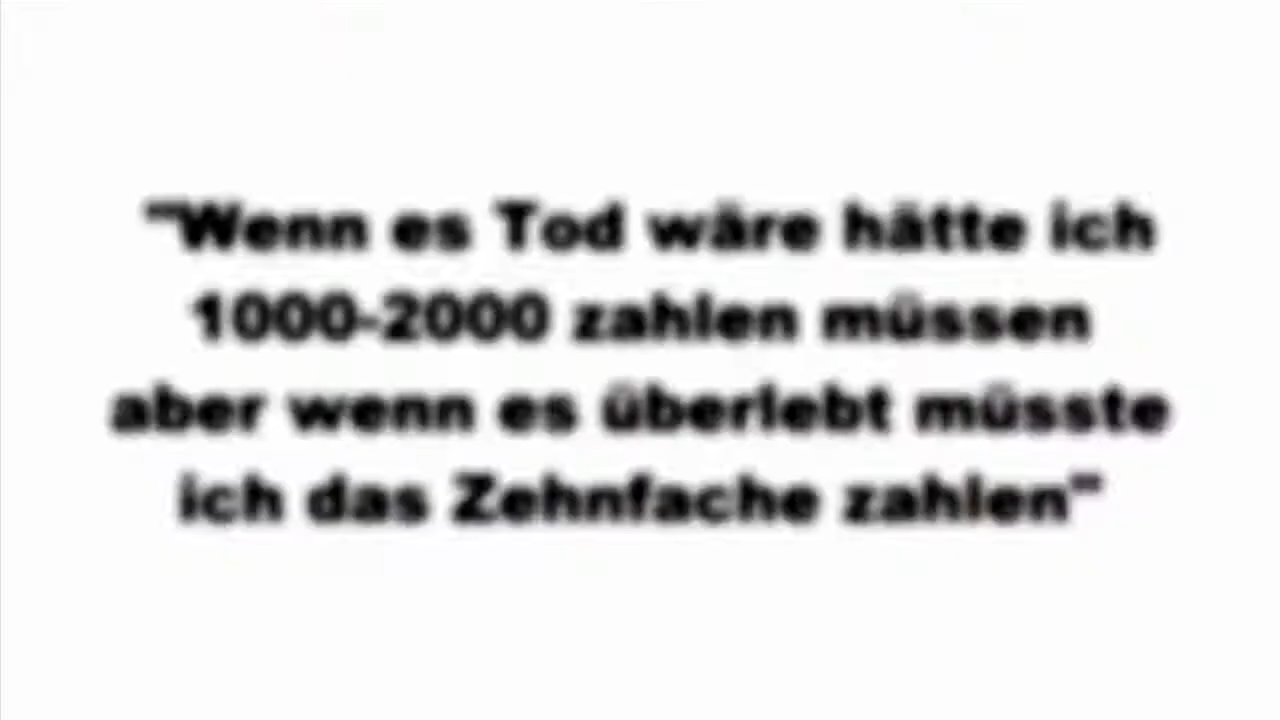 "Wenn es Tod wäre hätte ich
1000-2000 zahlen müssen
aber wenn es überlebt müsste
ich das Zehnfache zahlen"